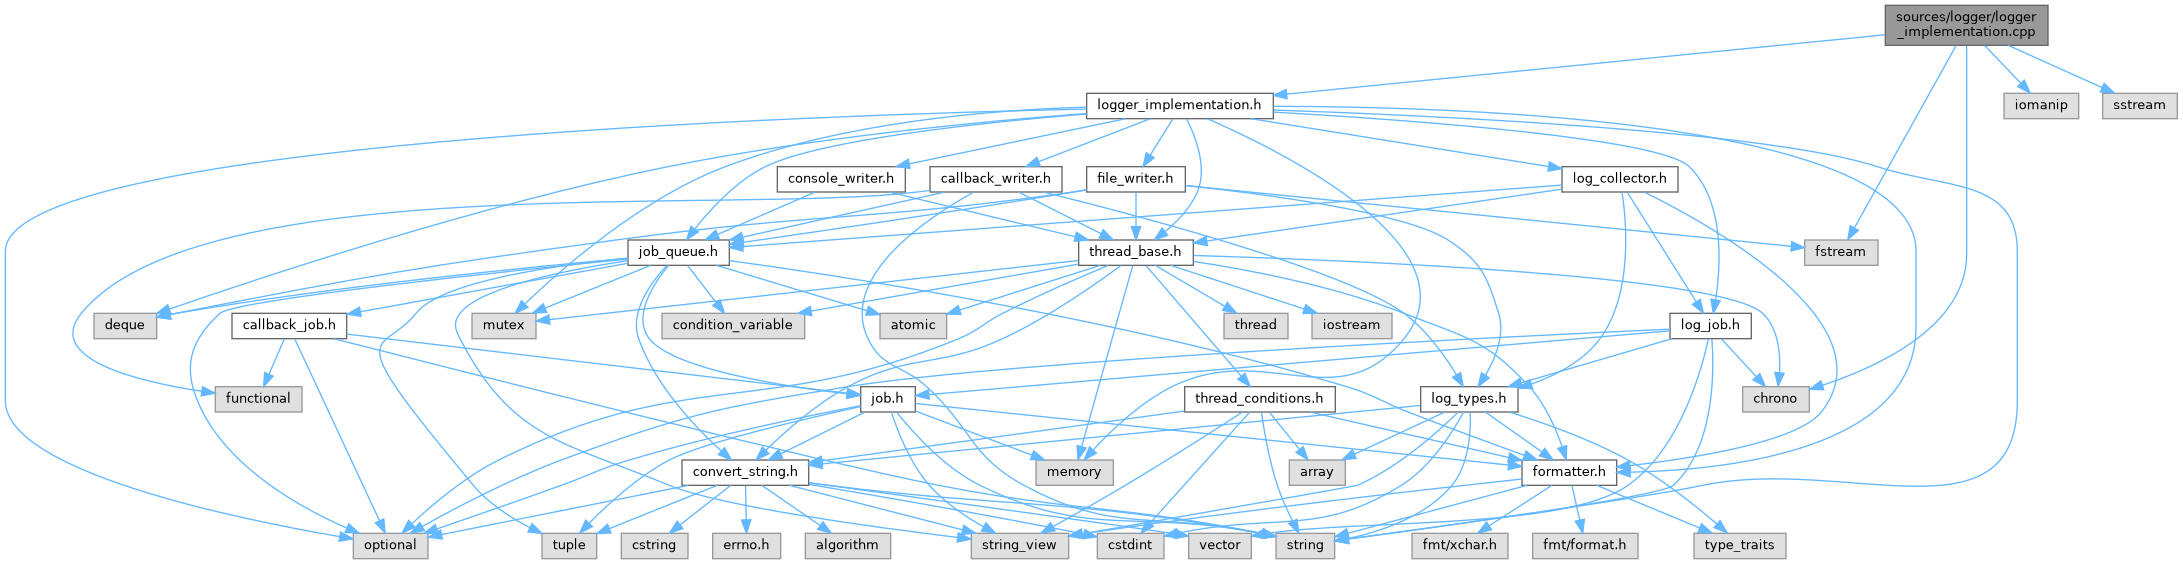 sources/logger/logger
_implementation.cpp
logger_implementation.h
iomanip
sstream
console_writer.h
callback_writer.h
file_writer.h
log_collector.h
job_queue.h
thread_base.h
fstream
deque
callback_job.h
mutex
condition_variable
atomic
thread
iostream
log_job.h
functional
job.h
thread_conditions.h
log_types.h
chrono
convert_string.h
memory
array
formatter.h
optional
tuple
cstring
errno.h
algorithm
string_view
cstdint
vector
string
fmt/xchar.h
fmt/format.h
type_traits